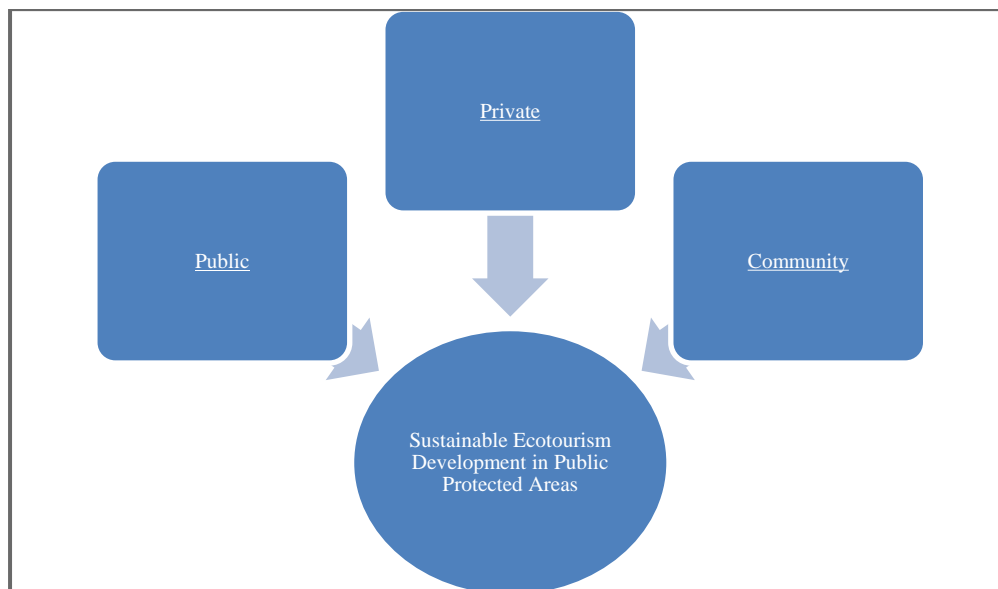 Private
Public
Community
Sustainable Ecotourism
Development in Public
Protected Areas